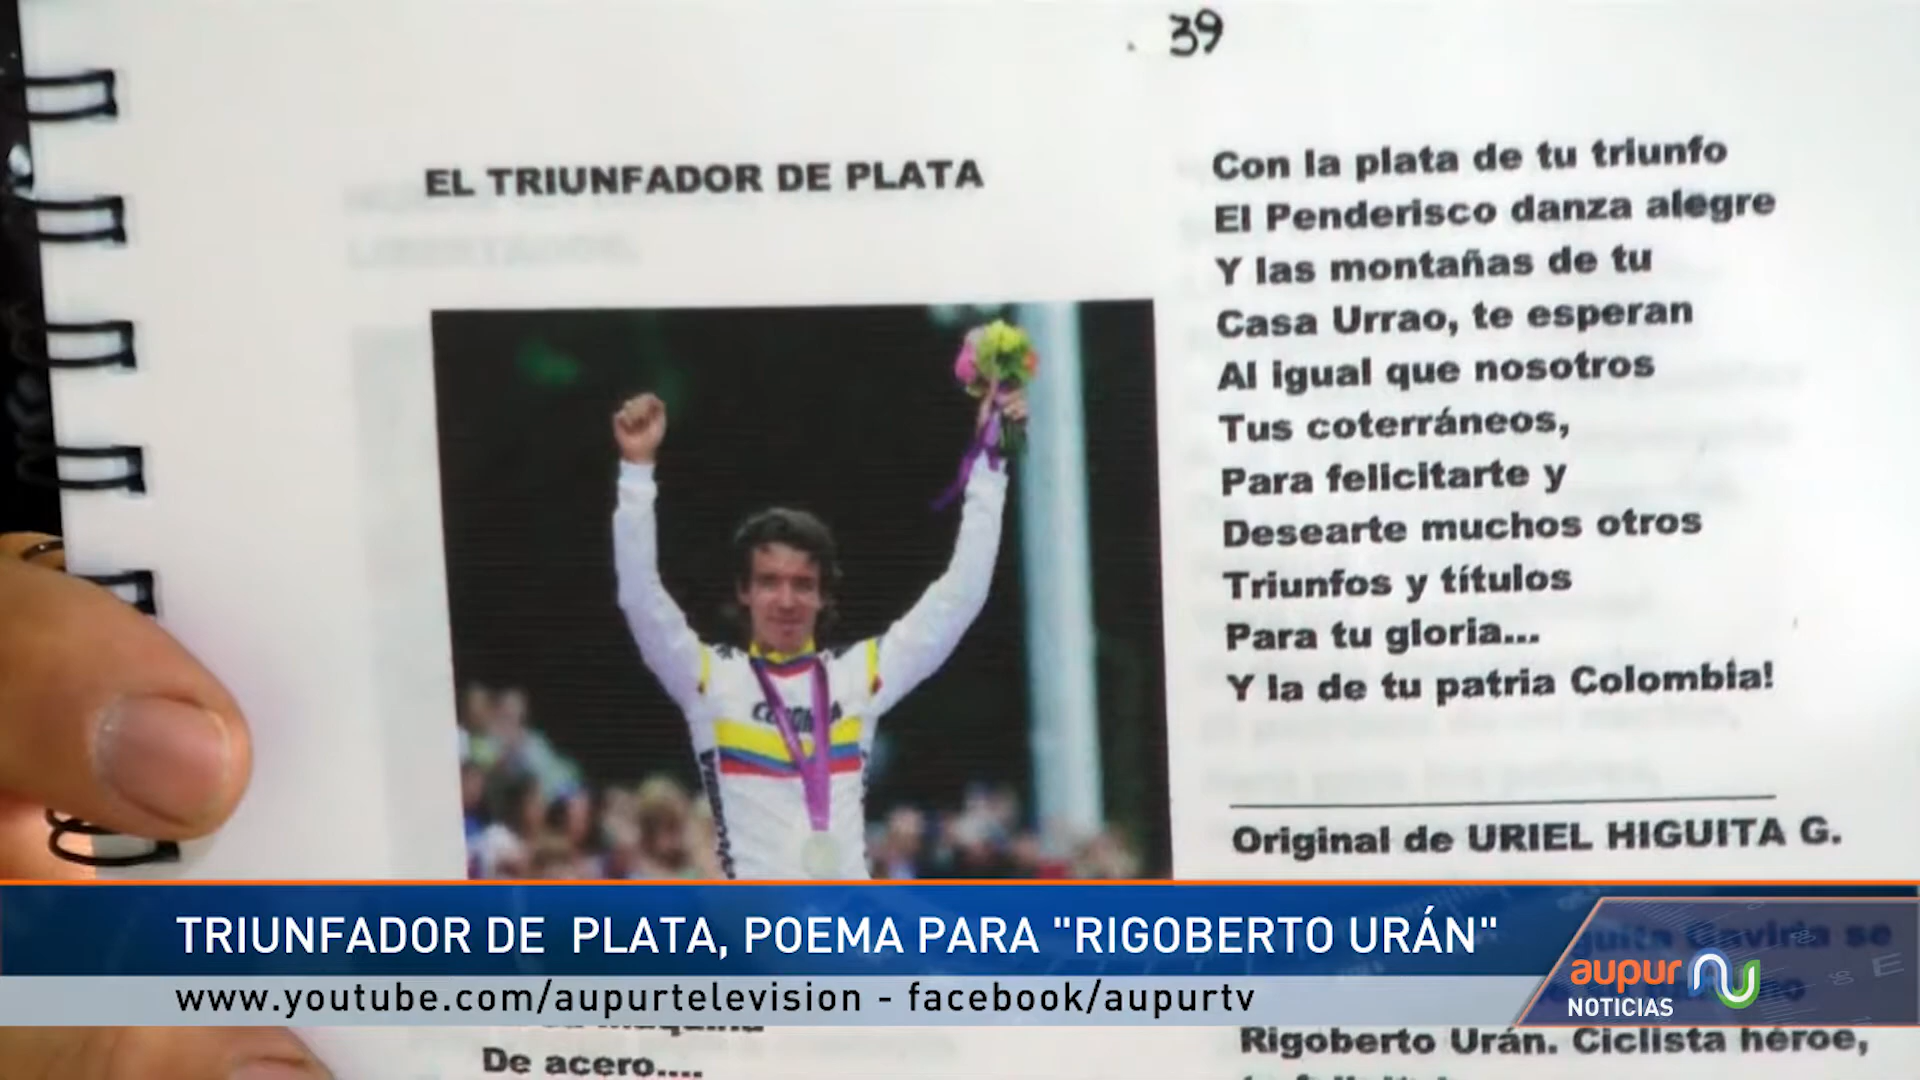 39
EL TRIUNFADOR DE PLATA
De acero....
Con la plata de tu triunfo
El Penderisco danza alegre
Y las montañas de tu
Casa Urrao, te esperan
Al igual que nosotros
Tus coterráneos,
Para felicitarte y
Desearte muchos otros
Triunfos y títulos
Para tu gloria...
Y la de tu patria Colombia!
Original de URIEL HIGUITA G.
Rigoberto Urán. Ciclista héroe,
TRIUNFADOR DE PLATA, POEMA PARA "RIGOBERTO URÁN"
www.youtube.com/aupurtelevision - facebook/aupurtv
aupur
NOTICIAS